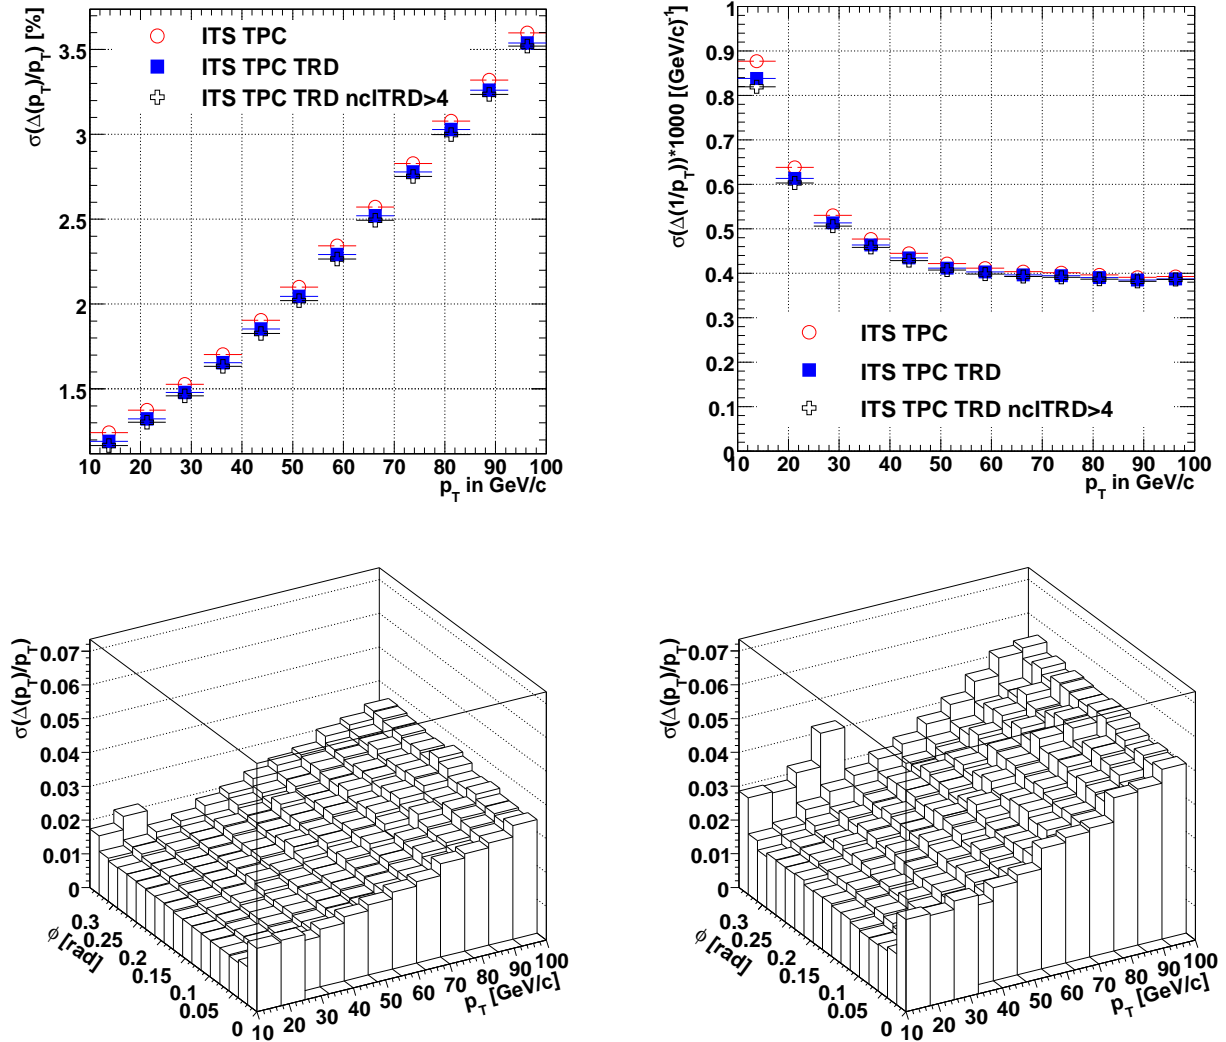 σ(Δ(p_T)/p_T) [%]
3.5
3
2.5
2
1.5
ITS TPC
ITS TPC TRD
ITS TPC TRD nclTRD>4
10 20 30 40 50 60 70 80 90 100
p_T in GeV/c
σ(Δ(1/p_T))*1000 [(GeV/c)^-1]
1
0.9
0.8
0.7
0.6
0.5
0.4
0.3
0.2
0.1
0
ITS TPC
ITS TPC TRD
ITS TPC TRD nclTRD>4
10 20 30 40 50 60 70 80 90 100
p_T in GeV/c
σ(Δ(p_T)/p_T)
0.07
0.06
0.05
0.04
0.03
0.02
0.01
0
0.3
0.25
0.2
0.15
0.1
0.05
0
φ [rad]
10 20 30 40 50 60 70 80 90 100
p_T [GeV/c]
σ(Δ(p_T)/p_T)
0.07
0.06
0.05
0.04
0.03
0.02
0.01
0
0.3
0.25
0.2
0.15
0.1
0.05
0
φ [rad]
10 20 30 40 50 60 70 80 90 100
p_T [GeV/c]